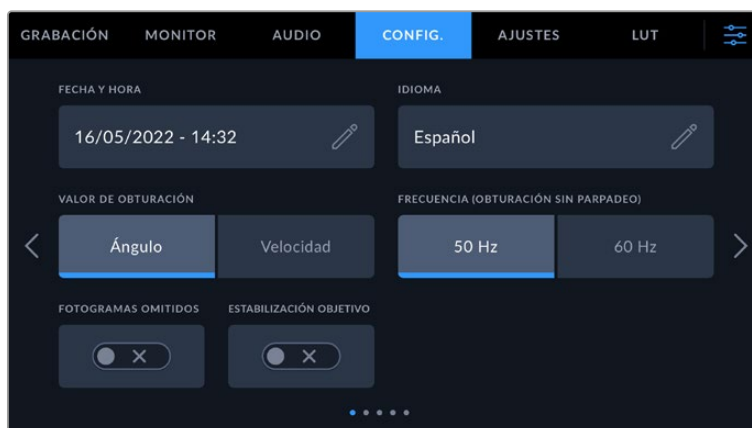 GRABACIÓN MONITOR AUDIO CONFIG. AJUSTES LUT
FECHA Y HORA IDIOMA
16/05/2022 - 14:32 Español
VALOR DE OBTURACIÓN FRECUENCIA (OBTURACIÓN SIN PARPADEO)
Ángulo Velocidad 50 Hz 60 Hz
FOTOGRAMAS OMITIDOS ESTABILIZACIÓN OBJETIVO